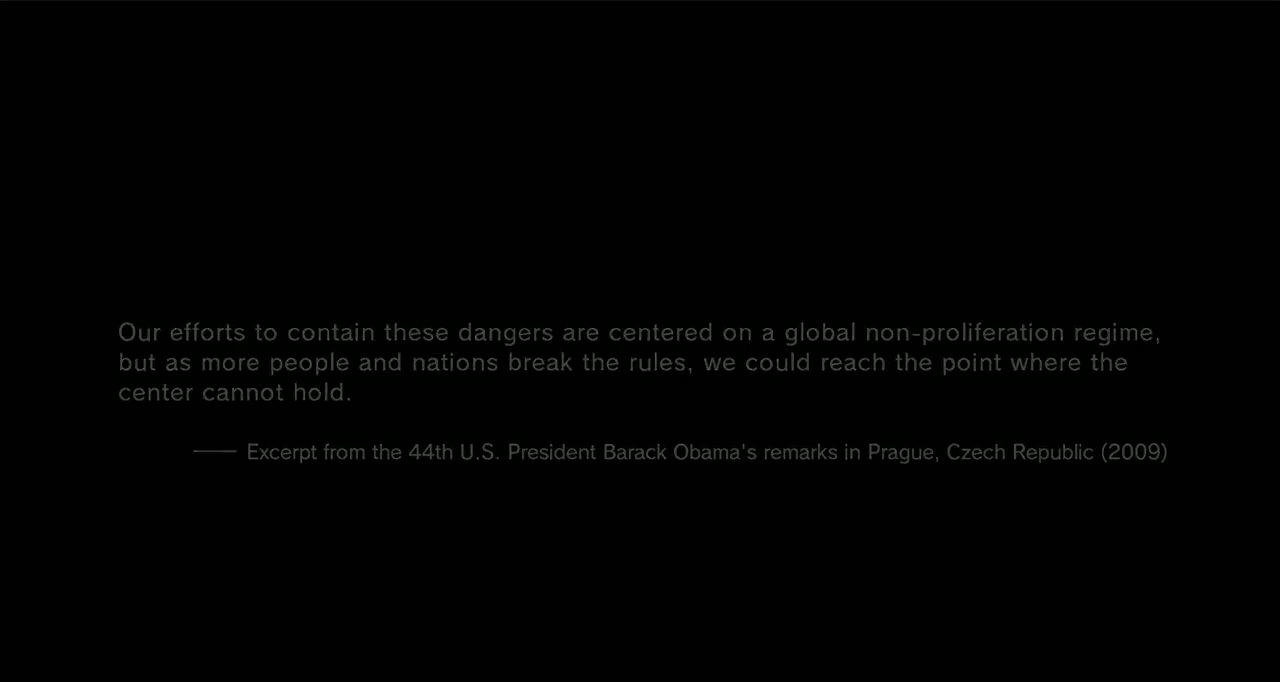 Our efforts to contain these dangers are centered on a global non-proliferation regime,
but as more people and nations break the rules, we could reach the point where the
center cannot hold.
—— Excerpt from the 44th U.S. President Barack Obama's remarks in Prague, Czech Republic (2009)